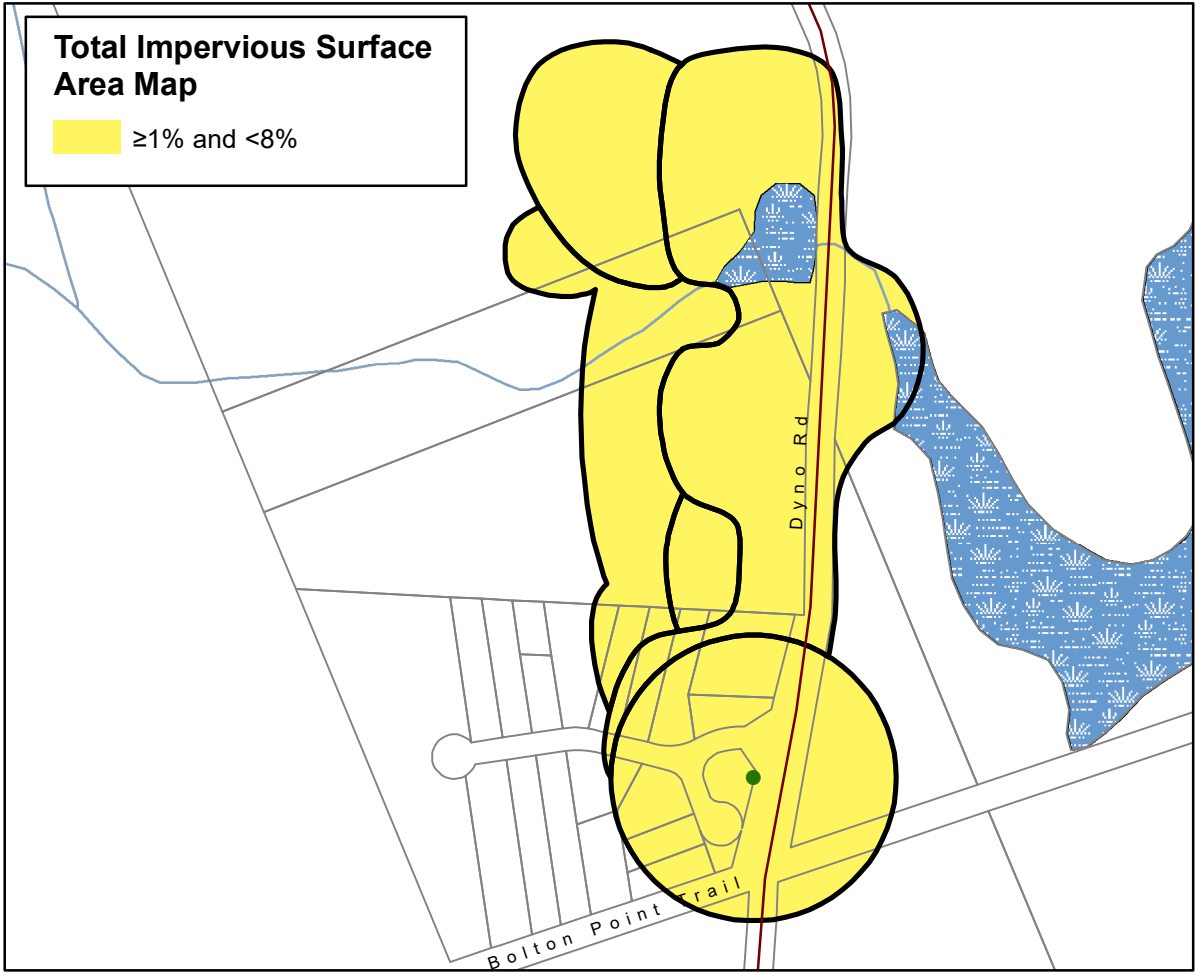 Total Impervious Surface
Area Map
≥1% and <8%
Dyno Rd
Bolton Point Trail